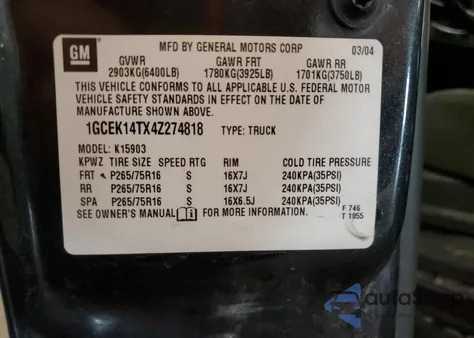 GM
MFD BY GENERAL MOTORS CORP
03/04
GVWR GAWR FRT GAWR RR
2903KG(6400LB) 1780KG(3925LB) 1701KG(3750LB)
THIS VEHICLE CONFORMS TO ALL APPLICABLE U.S. FEDERAL MOTOR
VEHICLE SAFETY STANDARDS IN EFFECT ON THE DATE OF
MANUFACTURE SHOWN ABOVE.
1GCEK14TX4Z274818 TYPE: TRUCK
MODEL: K15903
KPWZ TIRE SIZE SPEED RTG RIM COLD TIRE PRESSURE
FRT P265/75R16 S 16X7J 240KPA(35PSI)
RR P265/75R16 S 16X7J 240KPA(35PSI)
SPA P265/75R16 S 16X6.5J 240KPA(35PSI)
SEE OWNER'S MANUAL i FOR MORE INFORMATION.
F 746
T 1055